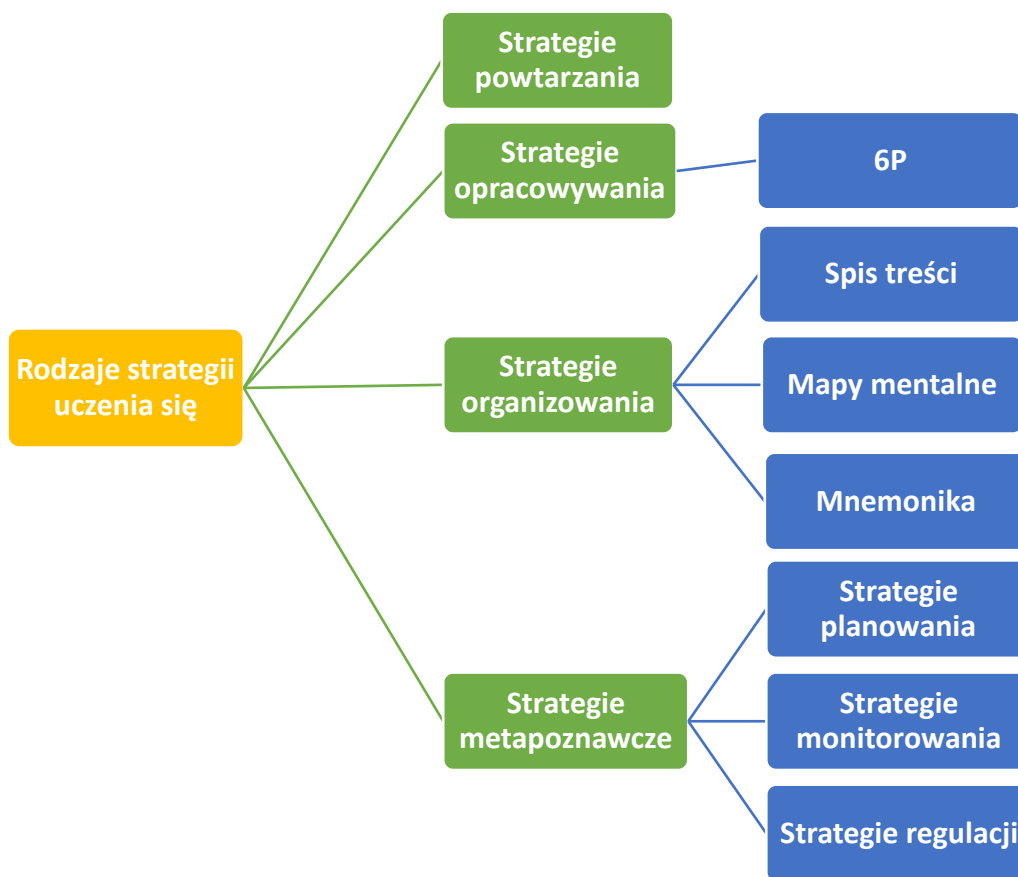 Rodzaje strategii
uczenia się
Strategie
powtarzania
Strategie
opracowywania
6P
Strategie
organizowania
Spis treści
Mapy mentalne
Mnemonika
Strategie
metapoznawcze
Strategie
planowania
Strategie
monitorowania
Strategie regulacji